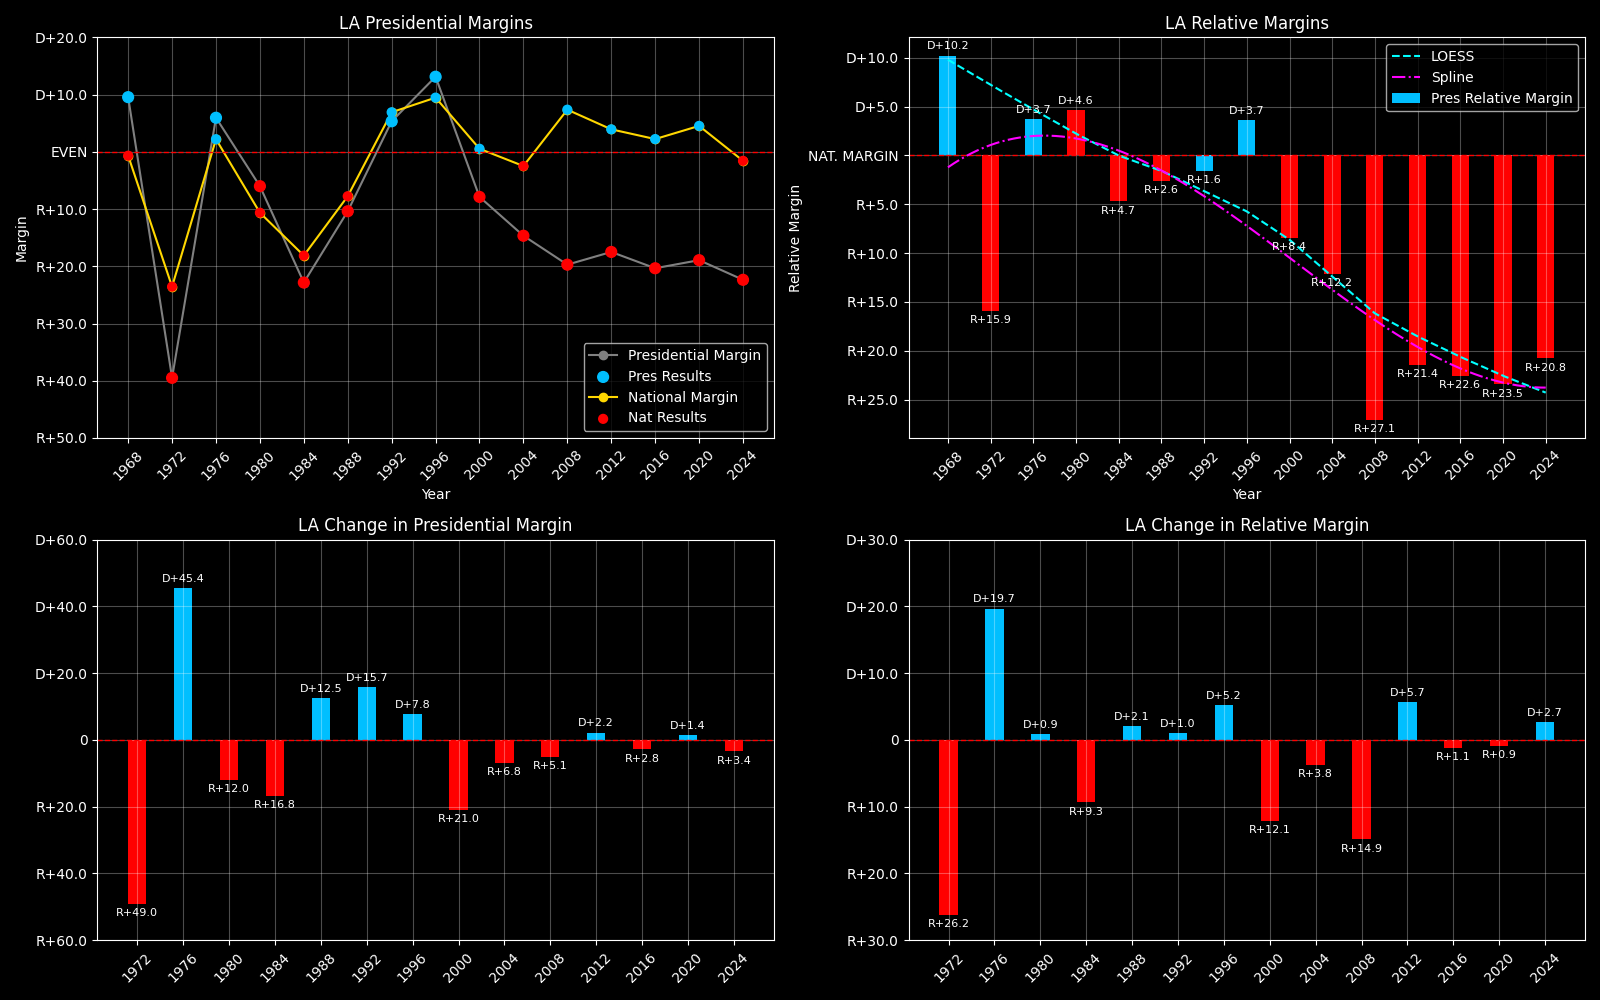 LA Presidential Margins
D+20.0
D+10.0
EVEN
R+10.0
R+20.0
R+30.0
R+40.0
R+50.0
Margin
Presidential Margin
Pres Results
National Margin
Nat Results
1968 1972 1976 1980 1984 1988 1992 1996 2000 2004 2008 2012 2016 2020 2024
Year
LA Relative Margins
D+10.0
D+5.0
NAT. MARGIN
R+5.0
R+10.0
R+15.0
R+20.0
R+25.0
Relative Margin
LOESS
Spline
Pres Relative Margin
D+10.2
R+15.9
D+3.7
D+4.6
R+4.7
R+2.6
R+1.6
D+3.7
R+8.4
R+12.2
R+27.1
R+21.4
R+22.6
R+23.5
R+20.8
1968 1972 1976 1980 1984 1988 1992 1996 2000 2004 2008 2012 2016 2020 2024
Year
LA Change in Presidential Margin
D+60.0
D+40.0
D+20.0
0
R+20.0
R+40.0
R+60.0
R+49.0
D+45.4
R+12.0
R+16.8
D+12.5
D+15.7
D+7.8
R+21.0
R+6.8
R+5.1
D+2.2
R+2.8
D+1.4
R+3.4
1972 1976 1980 1984 1988 1992 1996 2000 2004 2008 2012 2016 2020 2024
LA Change in Relative Margin
D+30.0
D+20.0
D+10.0
0
R+10.0
R+20.0
R+30.0
R+26.2
D+19.7
D+0.9
R+9.3
D+2.1
D+1.0
D+5.2
R+12.1
R+3.8
R+14.9
D+5.7
R+1.1
R+0.9
D+2.7
1972 1976 1980 1984 1988 1992 1996 2000 2004 2008 2012 2016 2020 2024